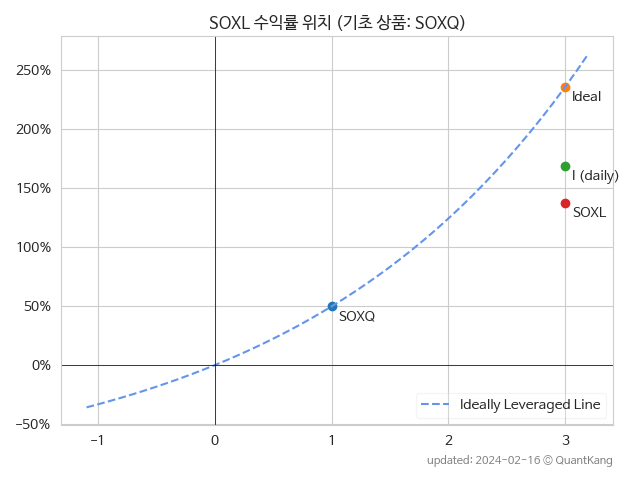 SOXL 수익률 위치 (기초 상품: SOXQ)
250%
200%
150%
100%
50%
0%
−50%
Ideal
I (daily)
SOXL
SOXQ
Ideally Leveraged Line
−1 0 1 2 3
updated: 2024-02-16 © QuantKang